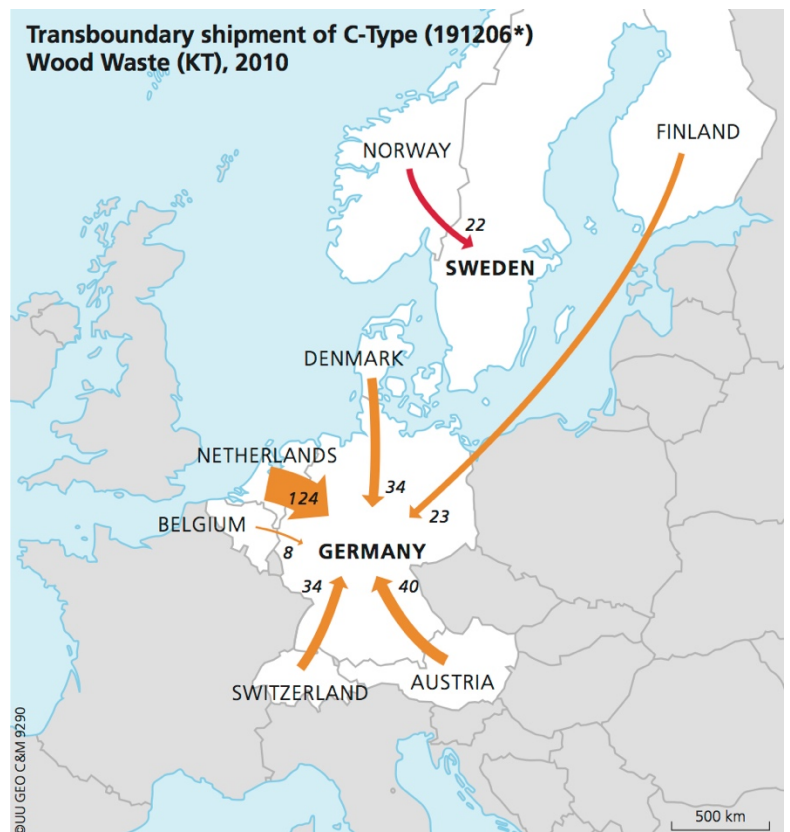 Transboundary shipment of C-Type (191206*)
Wood Waste (KT), 2010
FINLAND
NORWAY
22
SWEDEN
DENMARK
NETHERLANDS
34
124
23
BELGIUM
8
GERMANY
34
40
SWITZERLAND
AUSTRIA
©UU GEO C&M 9290
500 km